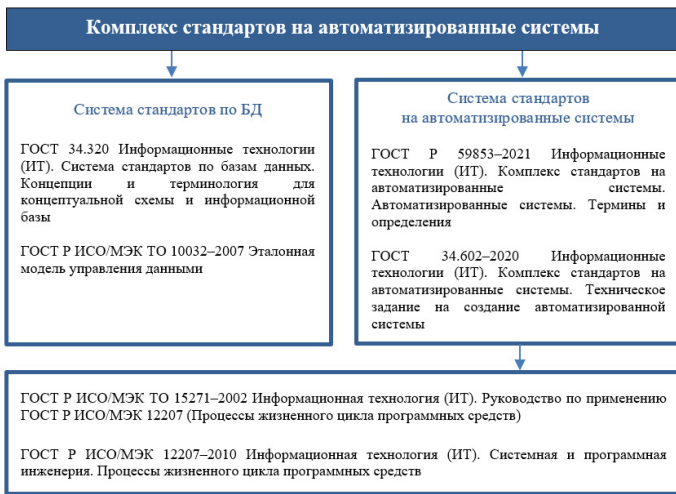 Комплекс стандартов на автоматизированные системы
Система стандартов по БД
ГОСТ 34.320 Информационные технологии
(ИТ). Система стандартов по базам данных.
Концепции и терминология для
концептуальной схемы и информационной
базы
ГОСТ Р ИСО/МЭК ТО 10032–2007 Эталонная
модель управления данными
Система стандартов
на автоматизированные системы
ГОСТ Р 59853–2021 Информационные
технологии (ИТ). Комплекс стандартов на
автоматизированные системы.
Автоматизированные системы. Термины и
определения
ГОСТ 34.602–2020 Информационные
технологии (ИТ). Комплекс стандартов на
автоматизированные системы. Техническое
задание на создание автоматизированной
системы
ГОСТ Р ИСО/МЭК ТО 15271–2002 Информационная технология (ИТ). Руководство по применению
ГОСТ Р ИСО/МЭК 12207 (Процессы жизненного цикла программных средств)
ГОСТ Р ИСО/МЭК 12207–2010 Информационная технология (ИТ). Системная и программная
инженерия. Процессы жизненного цикла программных средств